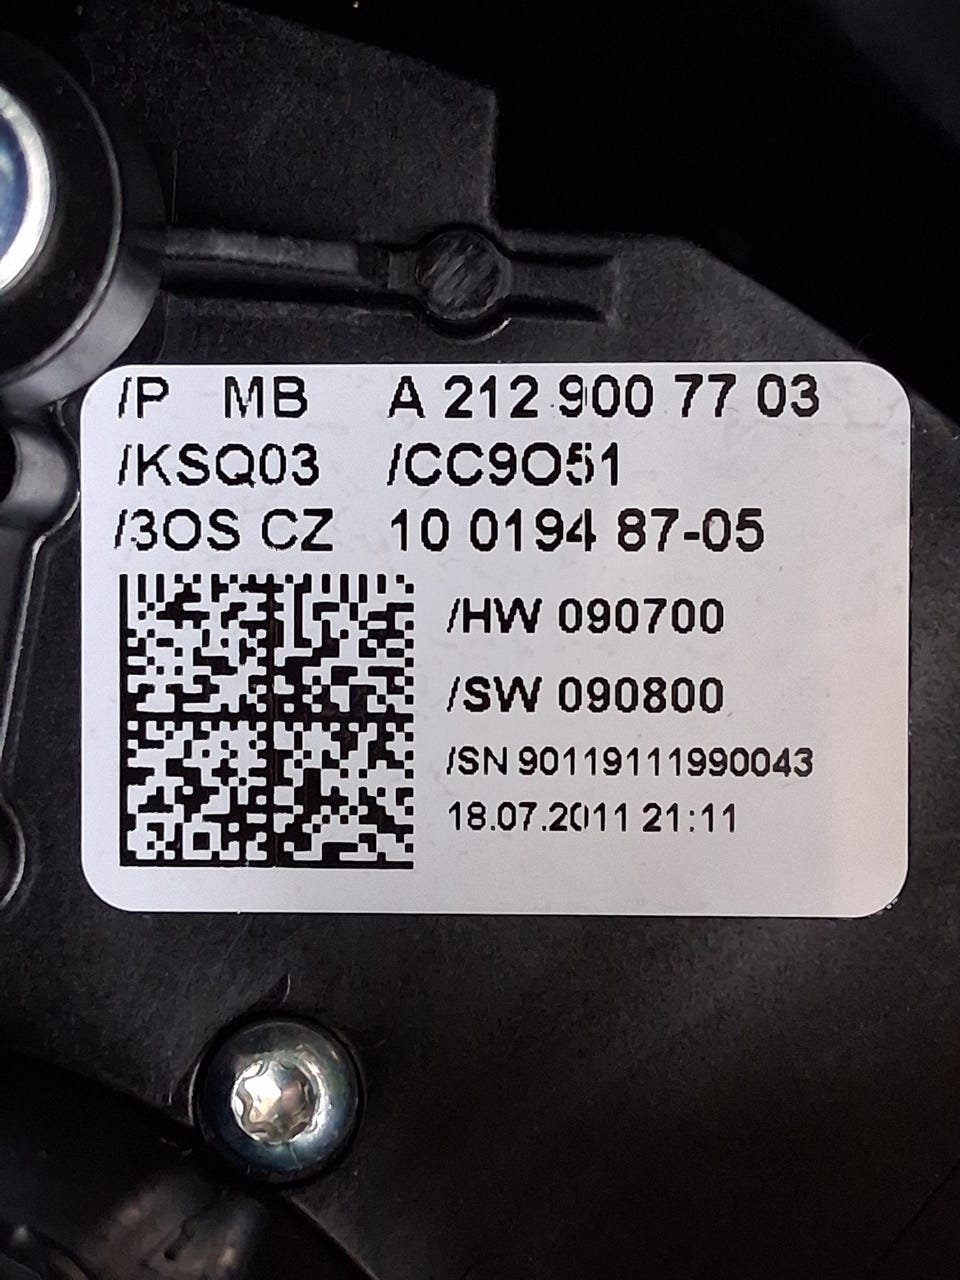 /P MB A 212 900 77 03
/KSQ03 /CC9O51
/3OS CZ 10 0194 87-05
/HW 090700
/SW 090800
/SN 90119111990043
18.07.2011 21:11